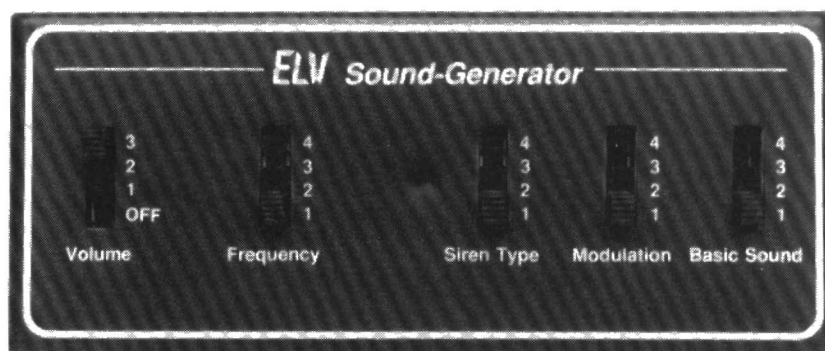 ELV Sound-Generator
3
2
1
OFF
Volume
4
3
2
1
Frequency
4
3
2
1
Siren Type
4
3
2
1
Modulation
4
3
2
1
Basic Sound